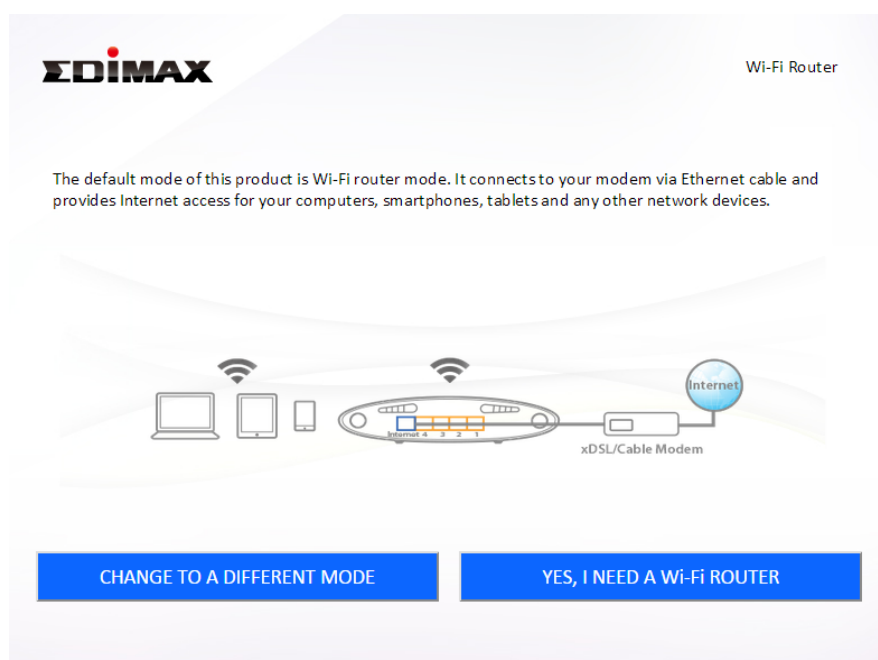 EDIMAX
Wi-Fi Router
The default mode of this product is Wi-Fi router mode. It connects to your modem via Ethernet cable and
provides Internet access for your computers, smartphones, tablets and any other network devices.
Internet
Internet 4 3 2 1
xDSL/Cable Modem
CHANGE TO A DIFFERENT MODE
YES, I NEED A Wi-Fi ROUTER